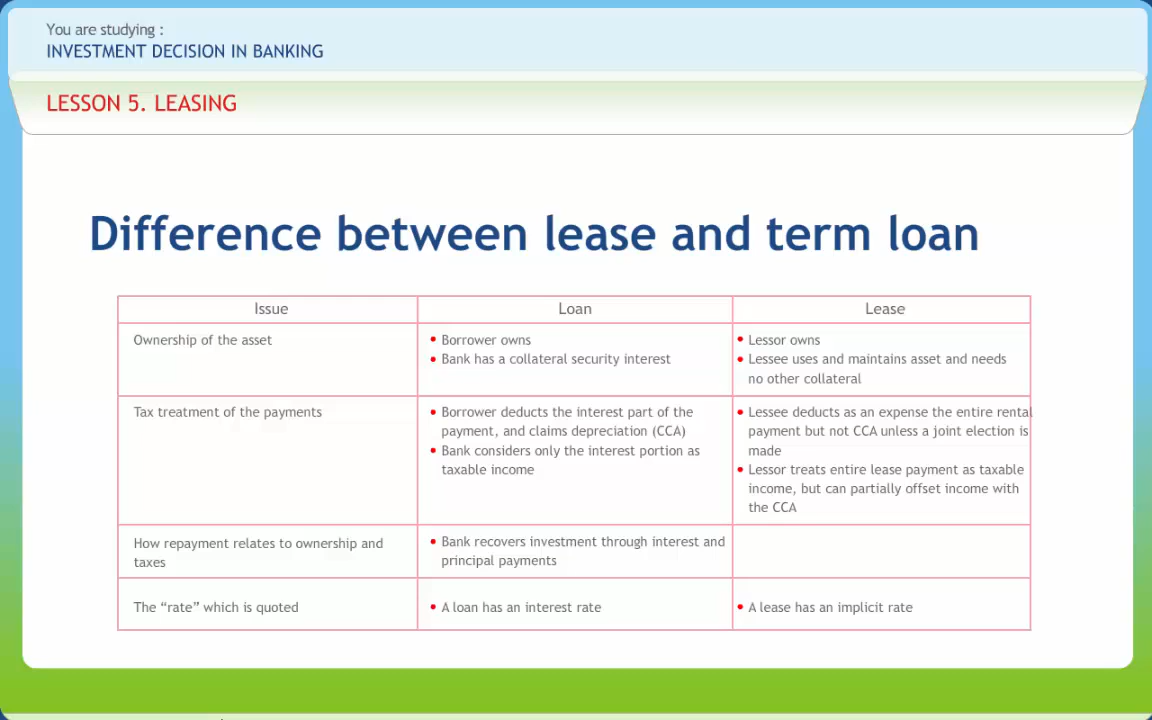 You are studying :
INVESTMENT DECISION IN BANKING
LESSON 5. LEASING
Difference between lease and term loan
Issue
Loan
Lease
Ownership of the asset
• Borrower owns
• Bank has a collateral security interest
• Lessor owns
• Lessee uses and maintains asset and needs
no other collateral
Tax treatment of the payments
• Borrower deducts the interest part of the
payment, and claims depreciation (CCA)
• Bank considers only the interest portion as
taxable income
• Lessee deducts as an expense the entire rental
payment but not CCA unless a joint election is
made
• Lessor treats entire lease payment as taxable
income, but can partially offset income with
the CCA
How repayment relates to ownership and
taxes
• Bank recovers investment through interest and
principal payments
The “rate” which is quoted
• A loan has an interest rate
• A lease has an implicit rate